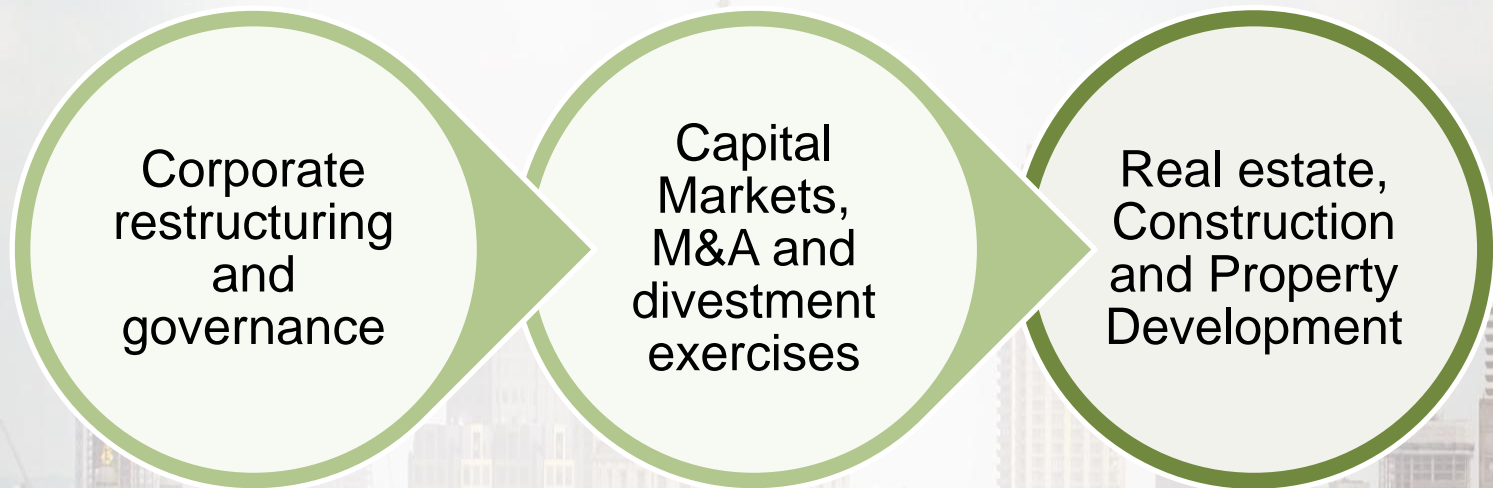 Corporate
restructuring
and
governance
Capital
Markets,
M&A and
divestment
exercises
Real estate,
Construction
and Property
Development